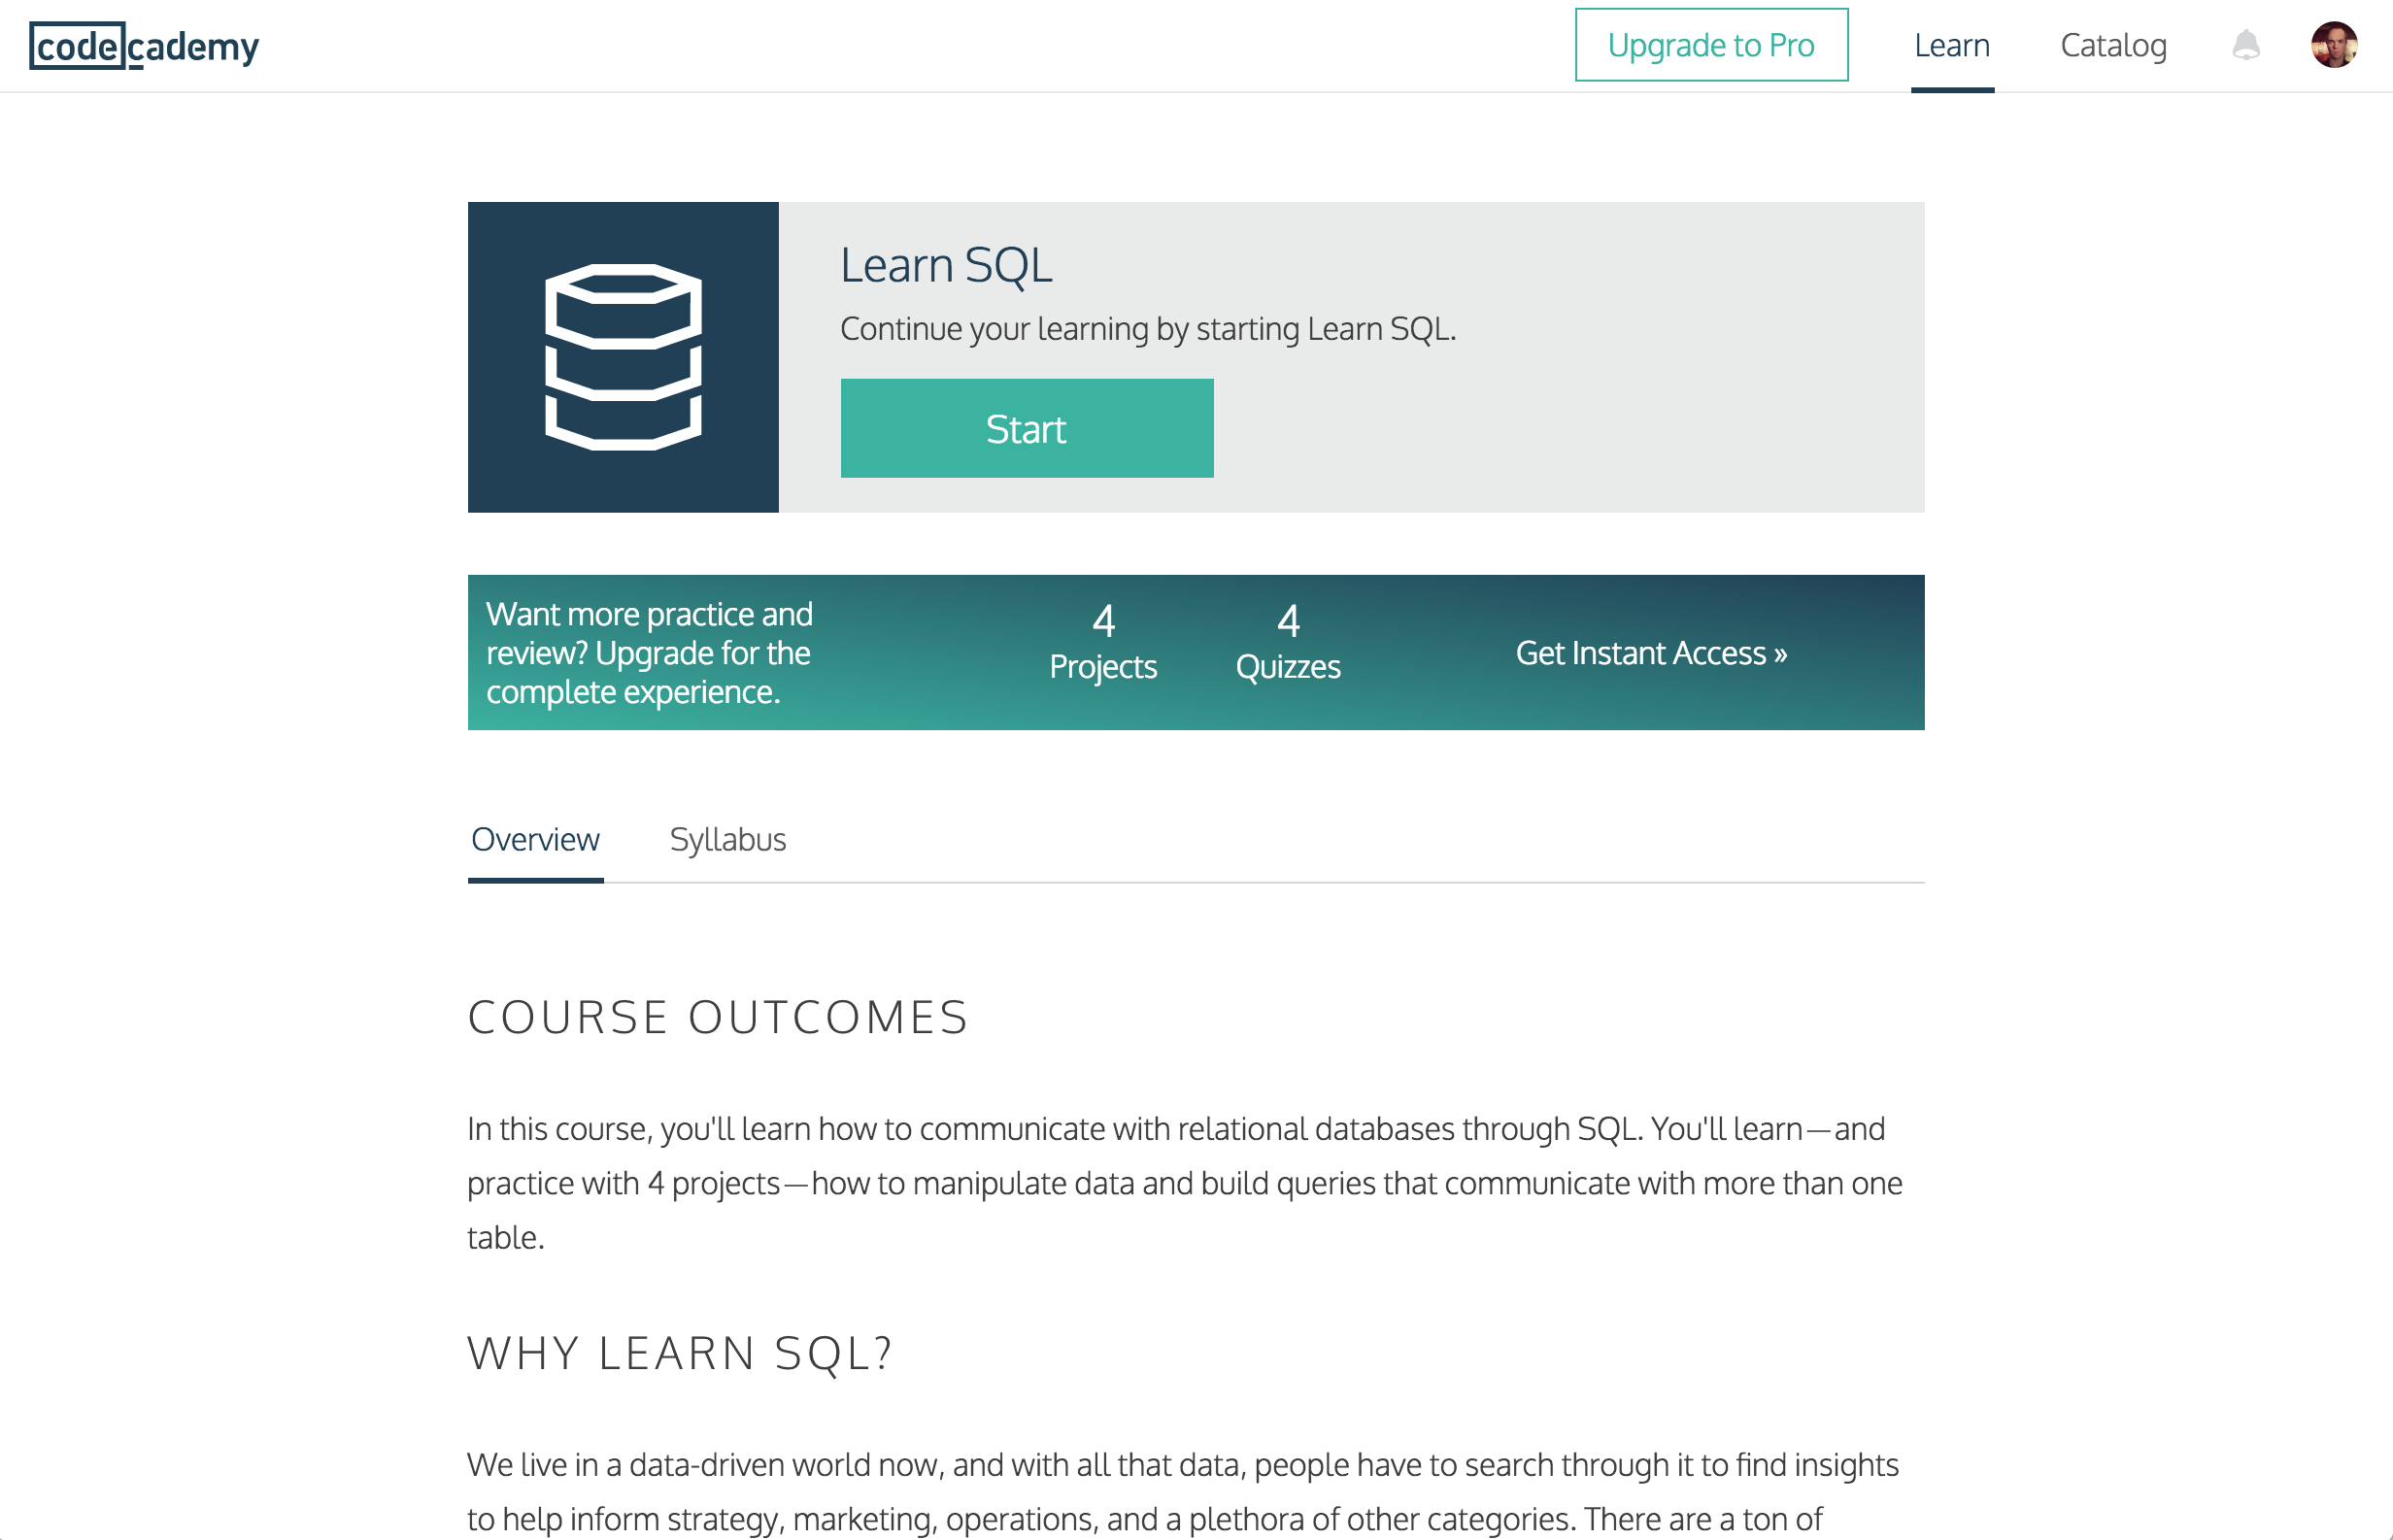 codecademy
Upgrade to Pro
Learn
Catalog
Learn SQL
Continue your learning by starting Learn SQL.
Start
Want more practice and
review? Upgrade for the
complete experience.
4
Projects
4
Quizzes
Get Instant Access »
Overview
Syllabus
COURSE OUTCOMES
In this course, you'll learn how to communicate with relational databases through SQL. You'll learn—and
practice with 4 projects—how to manipulate data and build queries that communicate with more than one
table.
WHY LEARN SQL?
We live in a data-driven world now, and with all that data, people have to search through it to find insights
to help inform strategy, marketing, operations, and a plethora of other categories. There are a ton of